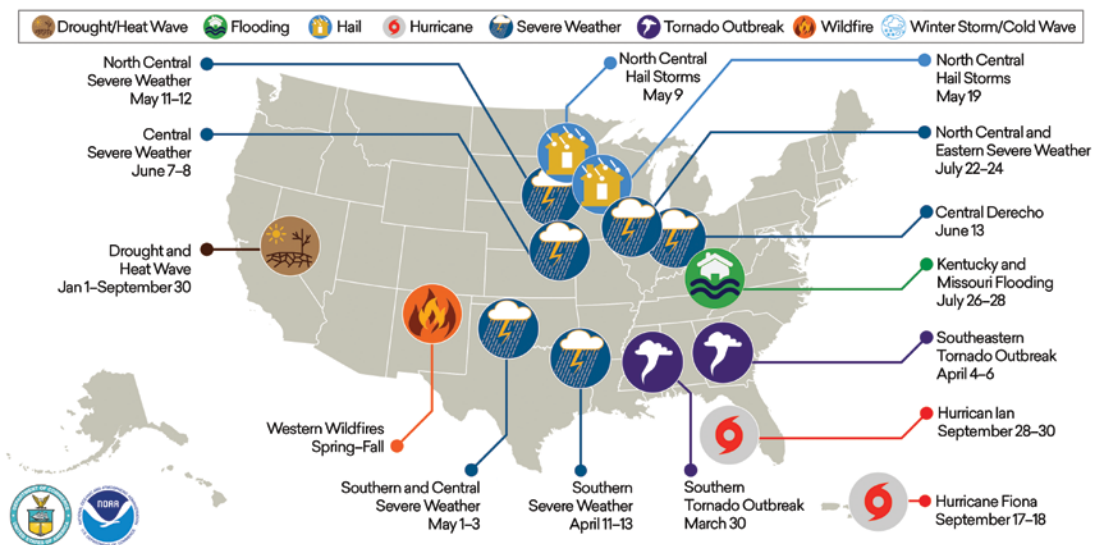 Drought/Heat Wave Flooding Hail Hurricane Severe Weather Tornado Outbreak Wildfire Winter Storm/Cold Wave
North Central
Severe Weather
May 11–12
North Central
Hail Storms
May 9
North Central
Hail Storms
May 19
Central
Severe Weather
June 7–8
North Central and
Eastern Severe Weather
July 22–24
Central Derecho
June 13
Drought and
Heat Wave
Jan 1–September 30
Kentucky and
Missouri Flooding
July 26–28
Southeastern
Tornado Outbreak
April 4–6
Western Wildfires
Spring–Fall
Hurrican Ian
September 28–30
Southern and Central
Severe Weather
May 1–3
Southern
Severe Weather
April 11–13
Southern
Tornado Outbreak
March 30
Hurricane Fiona
September 17–18
NOAA